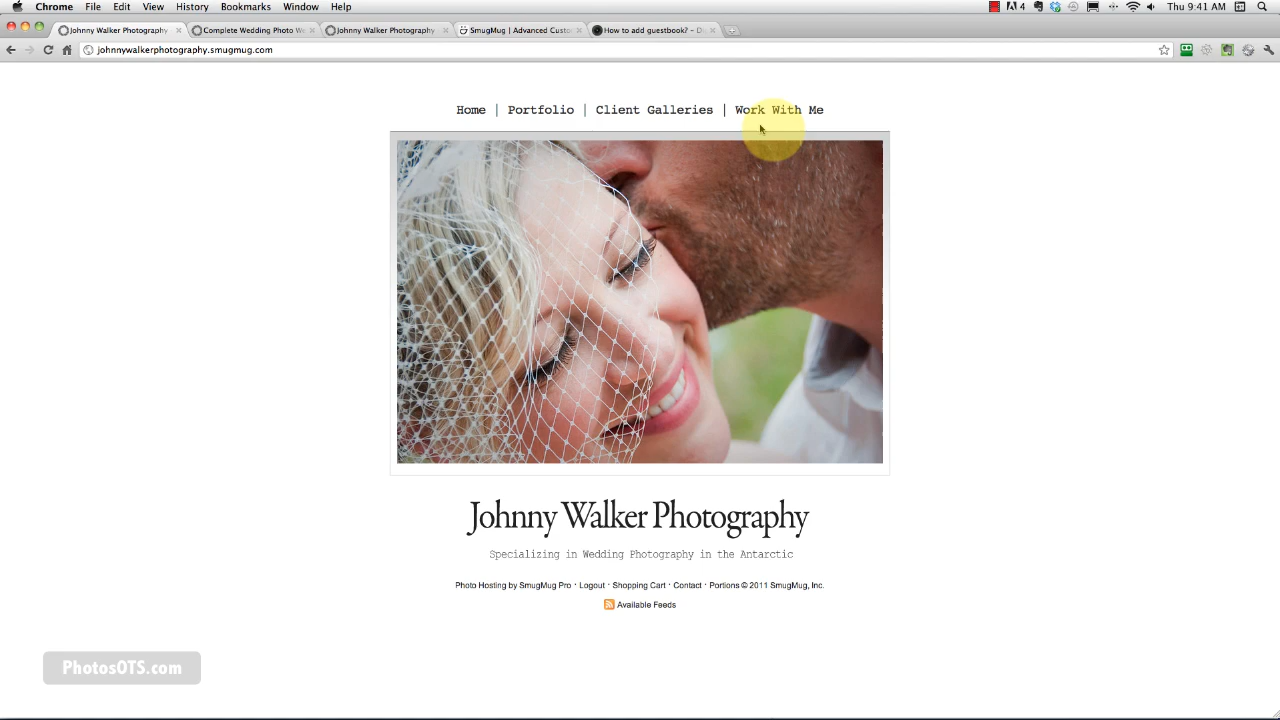 Chrome File Edit View History Bookmarks Window Help 4 Thu 9:41 AM
Johnny Walker Photography Complete Wedding Photo We Johnny Walker Photography SmugMug | Advanced Custo How to add guestbook? - D
johnnywalkerphotography.smugmug.com
Home | Portfolio | Client Galleries | Work With Me
Johnny Walker Photography
Specializing in Wedding Photography in the Antarctic
Photo Hosting by SmugMug Pro · Logout · Shopping Cart · Contact · Portions © 2011 SmugMug, Inc.
Available Feeds
PhotosOTS.com